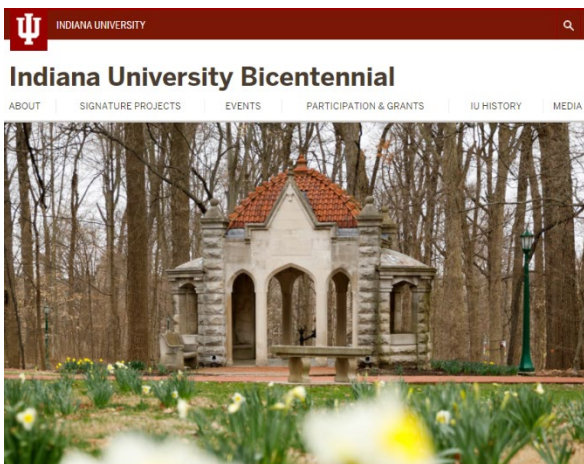 INDIANA UNIVERSITY
Indiana University Bicentennial
ABOUT SIGNATURE PROJECTS EVENTS PARTICIPATION & GRANTS IU HISTORY MEDIA